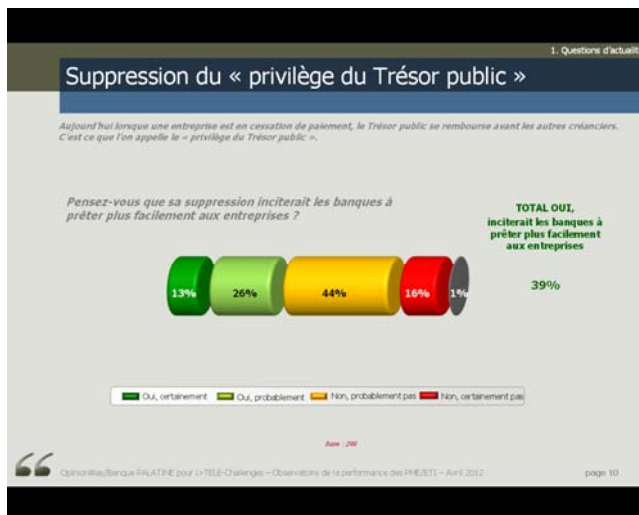 1. Questions d'actualit
Suppression du « privilège du Trésor public »
Aujourd'hui lorsque une entreprise est en cessation de paiement, le Trésor public se rembourse avant les autres créanciers.
C'est ce que l'on appelle le « privilège du Trésor public ».
Pensez-vous que sa suppression inciterait les banques à
prêter plus facilement aux entreprises ?
TOTAL OUI,
inciterait les banques à
prêter plus facilement
aux entreprises
39%
13% 26% 44% 16% 1%
Oui, certainement Oui, probablement Non, probablement pas Non, certainement pas
OpinionWay/Banque PALATINE pour i>TELE-Challenges – Observatoire de la performance des PME/ETI – Avril 2012 page 10